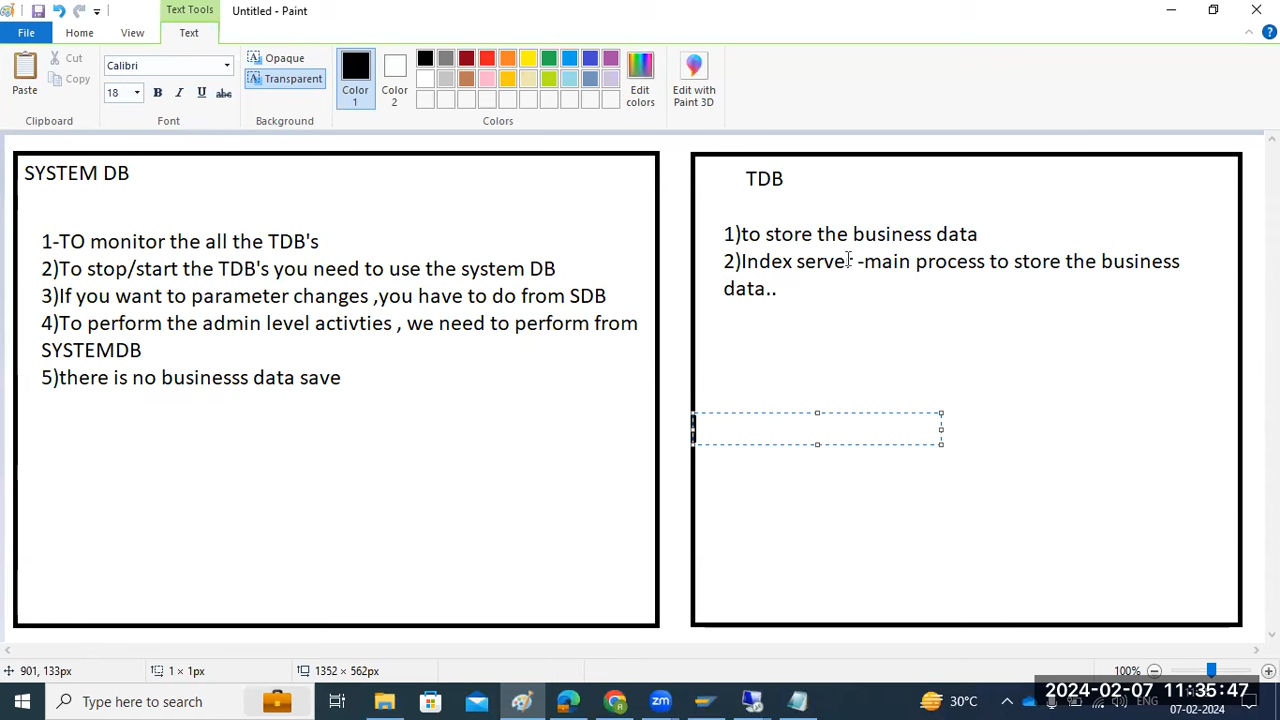 Untitled - Paint
Text Tools
File
Home
View
Text
Paste
Cut
Copy
Clipboard
Calibri
18
B
I
U
abc
Font
Opaque
Transparent
Background
Color
1
Color
2
Colors
Edit
colors
Edit with
Paint 3D
SYSTEM DB
1-TO monitor the all the TDB's
2)To stop/start the TDB's you need to use the system DB
3)If you want to parameter changes ,you have to do from SDB
4)To perform the admin level activties , we need to perform from
SYSTEMDB
5)there is no businesss data save
TDB
1)to store the business data
2)Index server -main process to store the business
data..
901, 133px
1 × 1px
1352 × 562px
100%
Type here to search
30°C
ENG
2024-02-07 11:35:47
07-02-2024